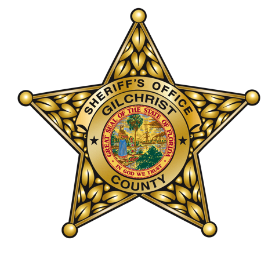 SHERIFF'S OFFICE
GILCHRIST
GREAT SEAL OF THE STATE OF FLORIDA
IN GOD WE TRUST
COUNTY